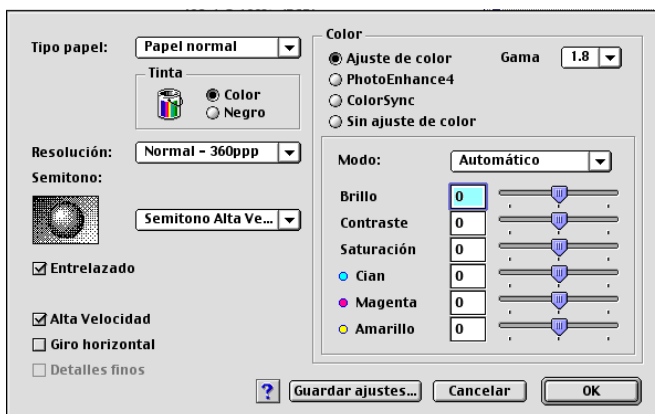 Tipo papel:
Papel normal
Tinta
Color
Negro
Resolución:
Normal - 360ppp
Semitono:
Semitono Alta Ve...
Entrelazado
Alta Velocidad
Giro horizontal
Detalles finos
Color
Ajuste de color
Gama
1.8
PhotoEnhance4
ColorSync
Sin ajuste de color
Modo:
Automático
Brillo
0
Contraste
0
Saturación
0
Cian
0
Magenta
0
Amarillo
0
?
Guardar ajustes...
Cancelar
OK